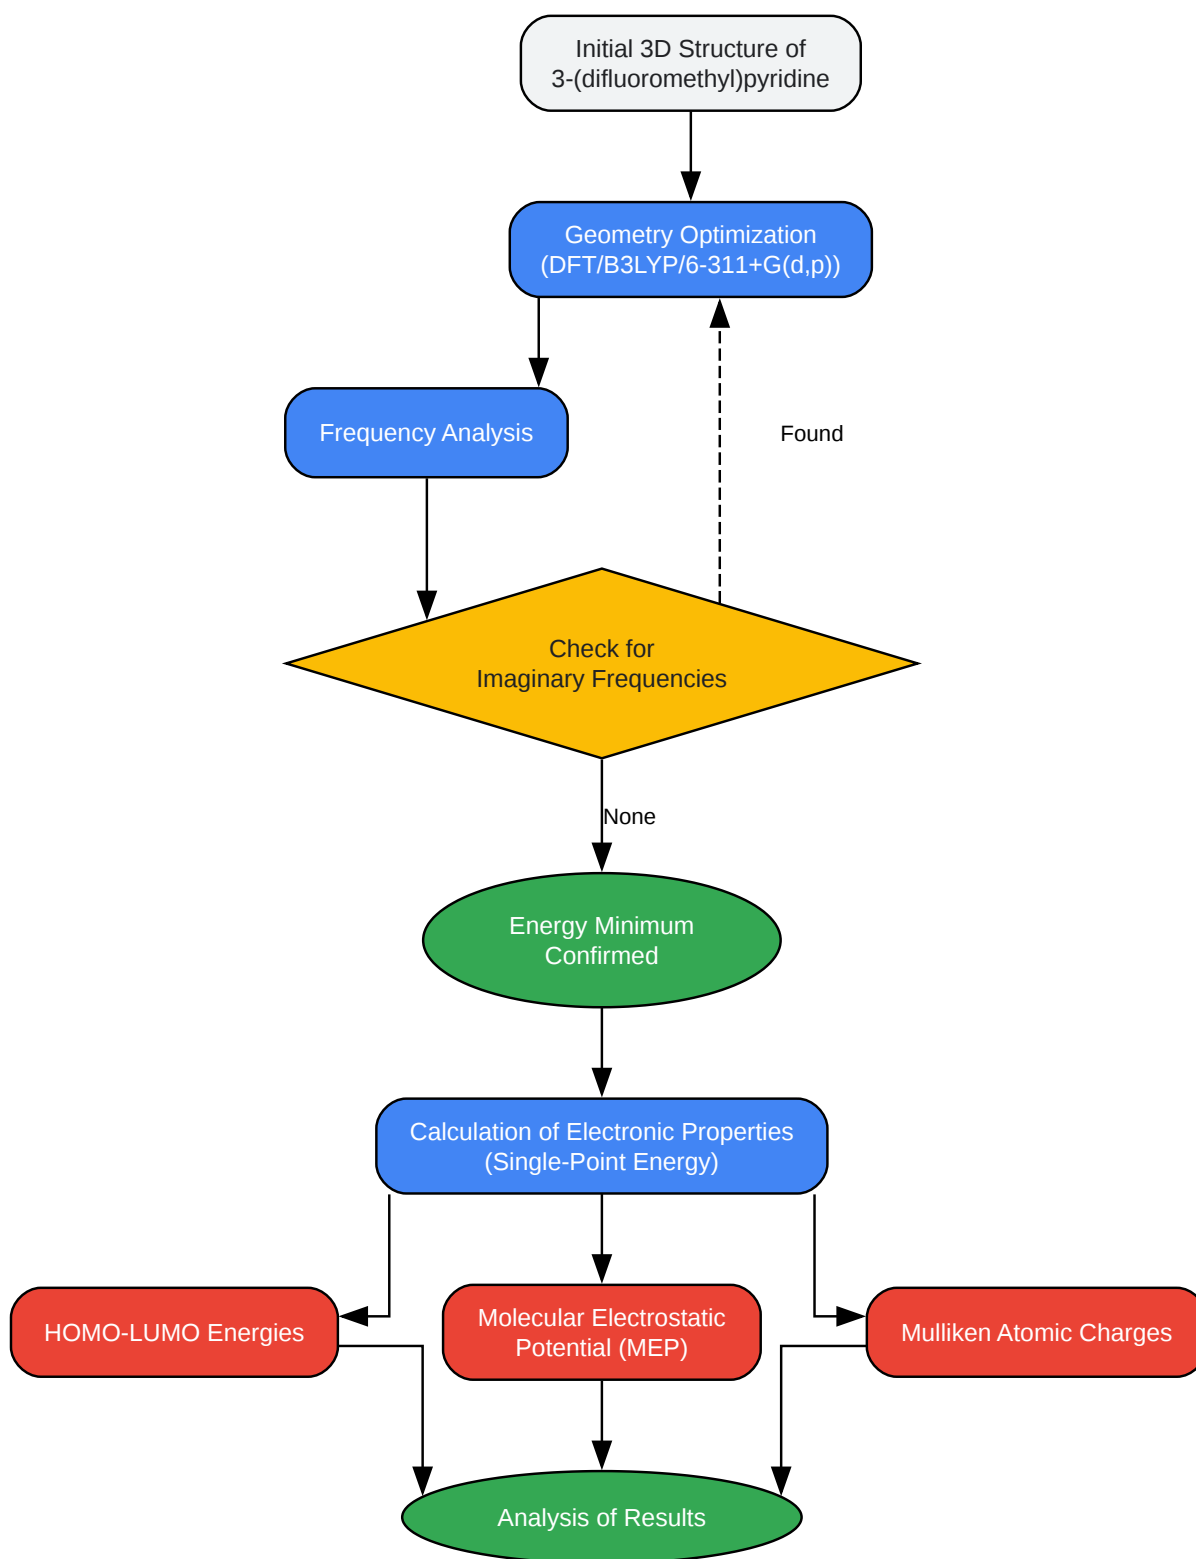 Initial 3D Structure of
3-(difluoromethyl)pyridine
Geometry Optimization
(DFT/B3LYP/6-311+G(d,p))
Frequency Analysis
Found
Check for
Imaginary Frequencies
None
Energy Minimum
Confirmed
Calculation of Electronic Properties
(Single-Point Energy)
HOMO-LUMO Energies
Molecular Electrostatic
Potential (MEP)
Mulliken Atomic Charges
Analysis of Results